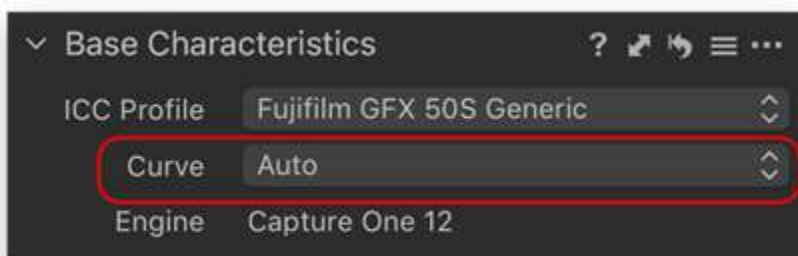 Base Characteristics ?
ICC Profile Fujifilm GFX 50S Generic
Curve Auto
Engine Capture One 12